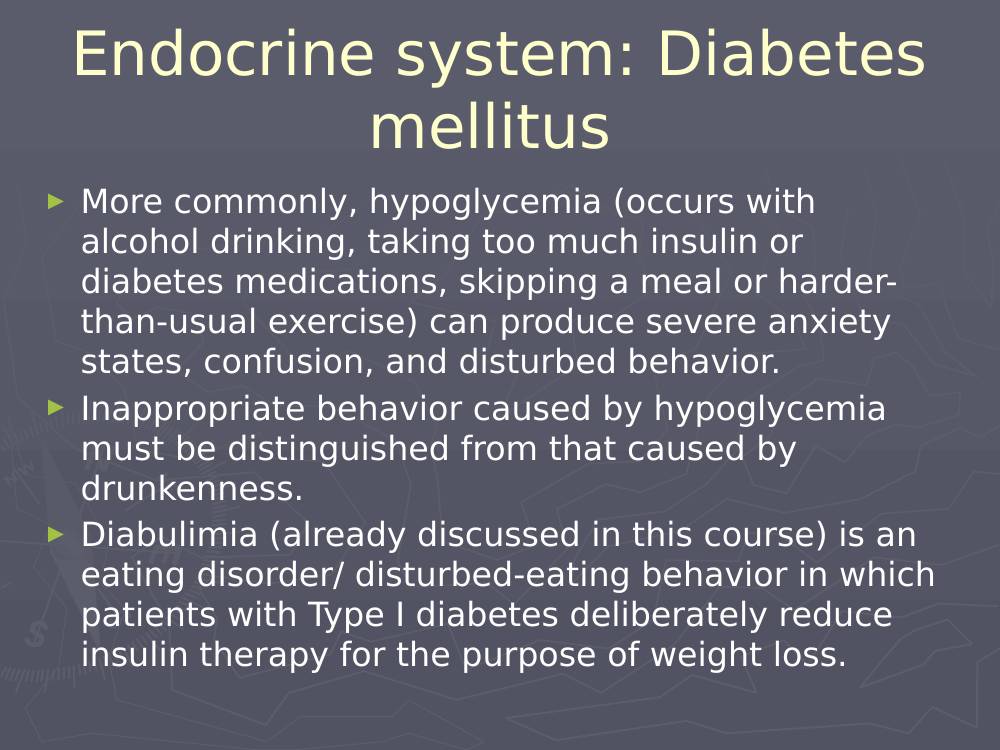 Endocrine system: Diabetes
mellitus
More commonly, hypoglycemia (occurs with
alcohol drinking, taking too much insulin or
diabetes medications, skipping a meal or harder-
than-usual exercise) can produce severe anxiety
states, confusion, and disturbed behavior.
Inappropriate behavior caused by hypoglycemia
must be distinguished from that caused by
drunkenness.
Diabulimia (already discussed in this course) is an
eating disorder/ disturbed-eating behavior in which
patients with Type I diabetes deliberately reduce
insulin therapy for the purpose of weight loss.